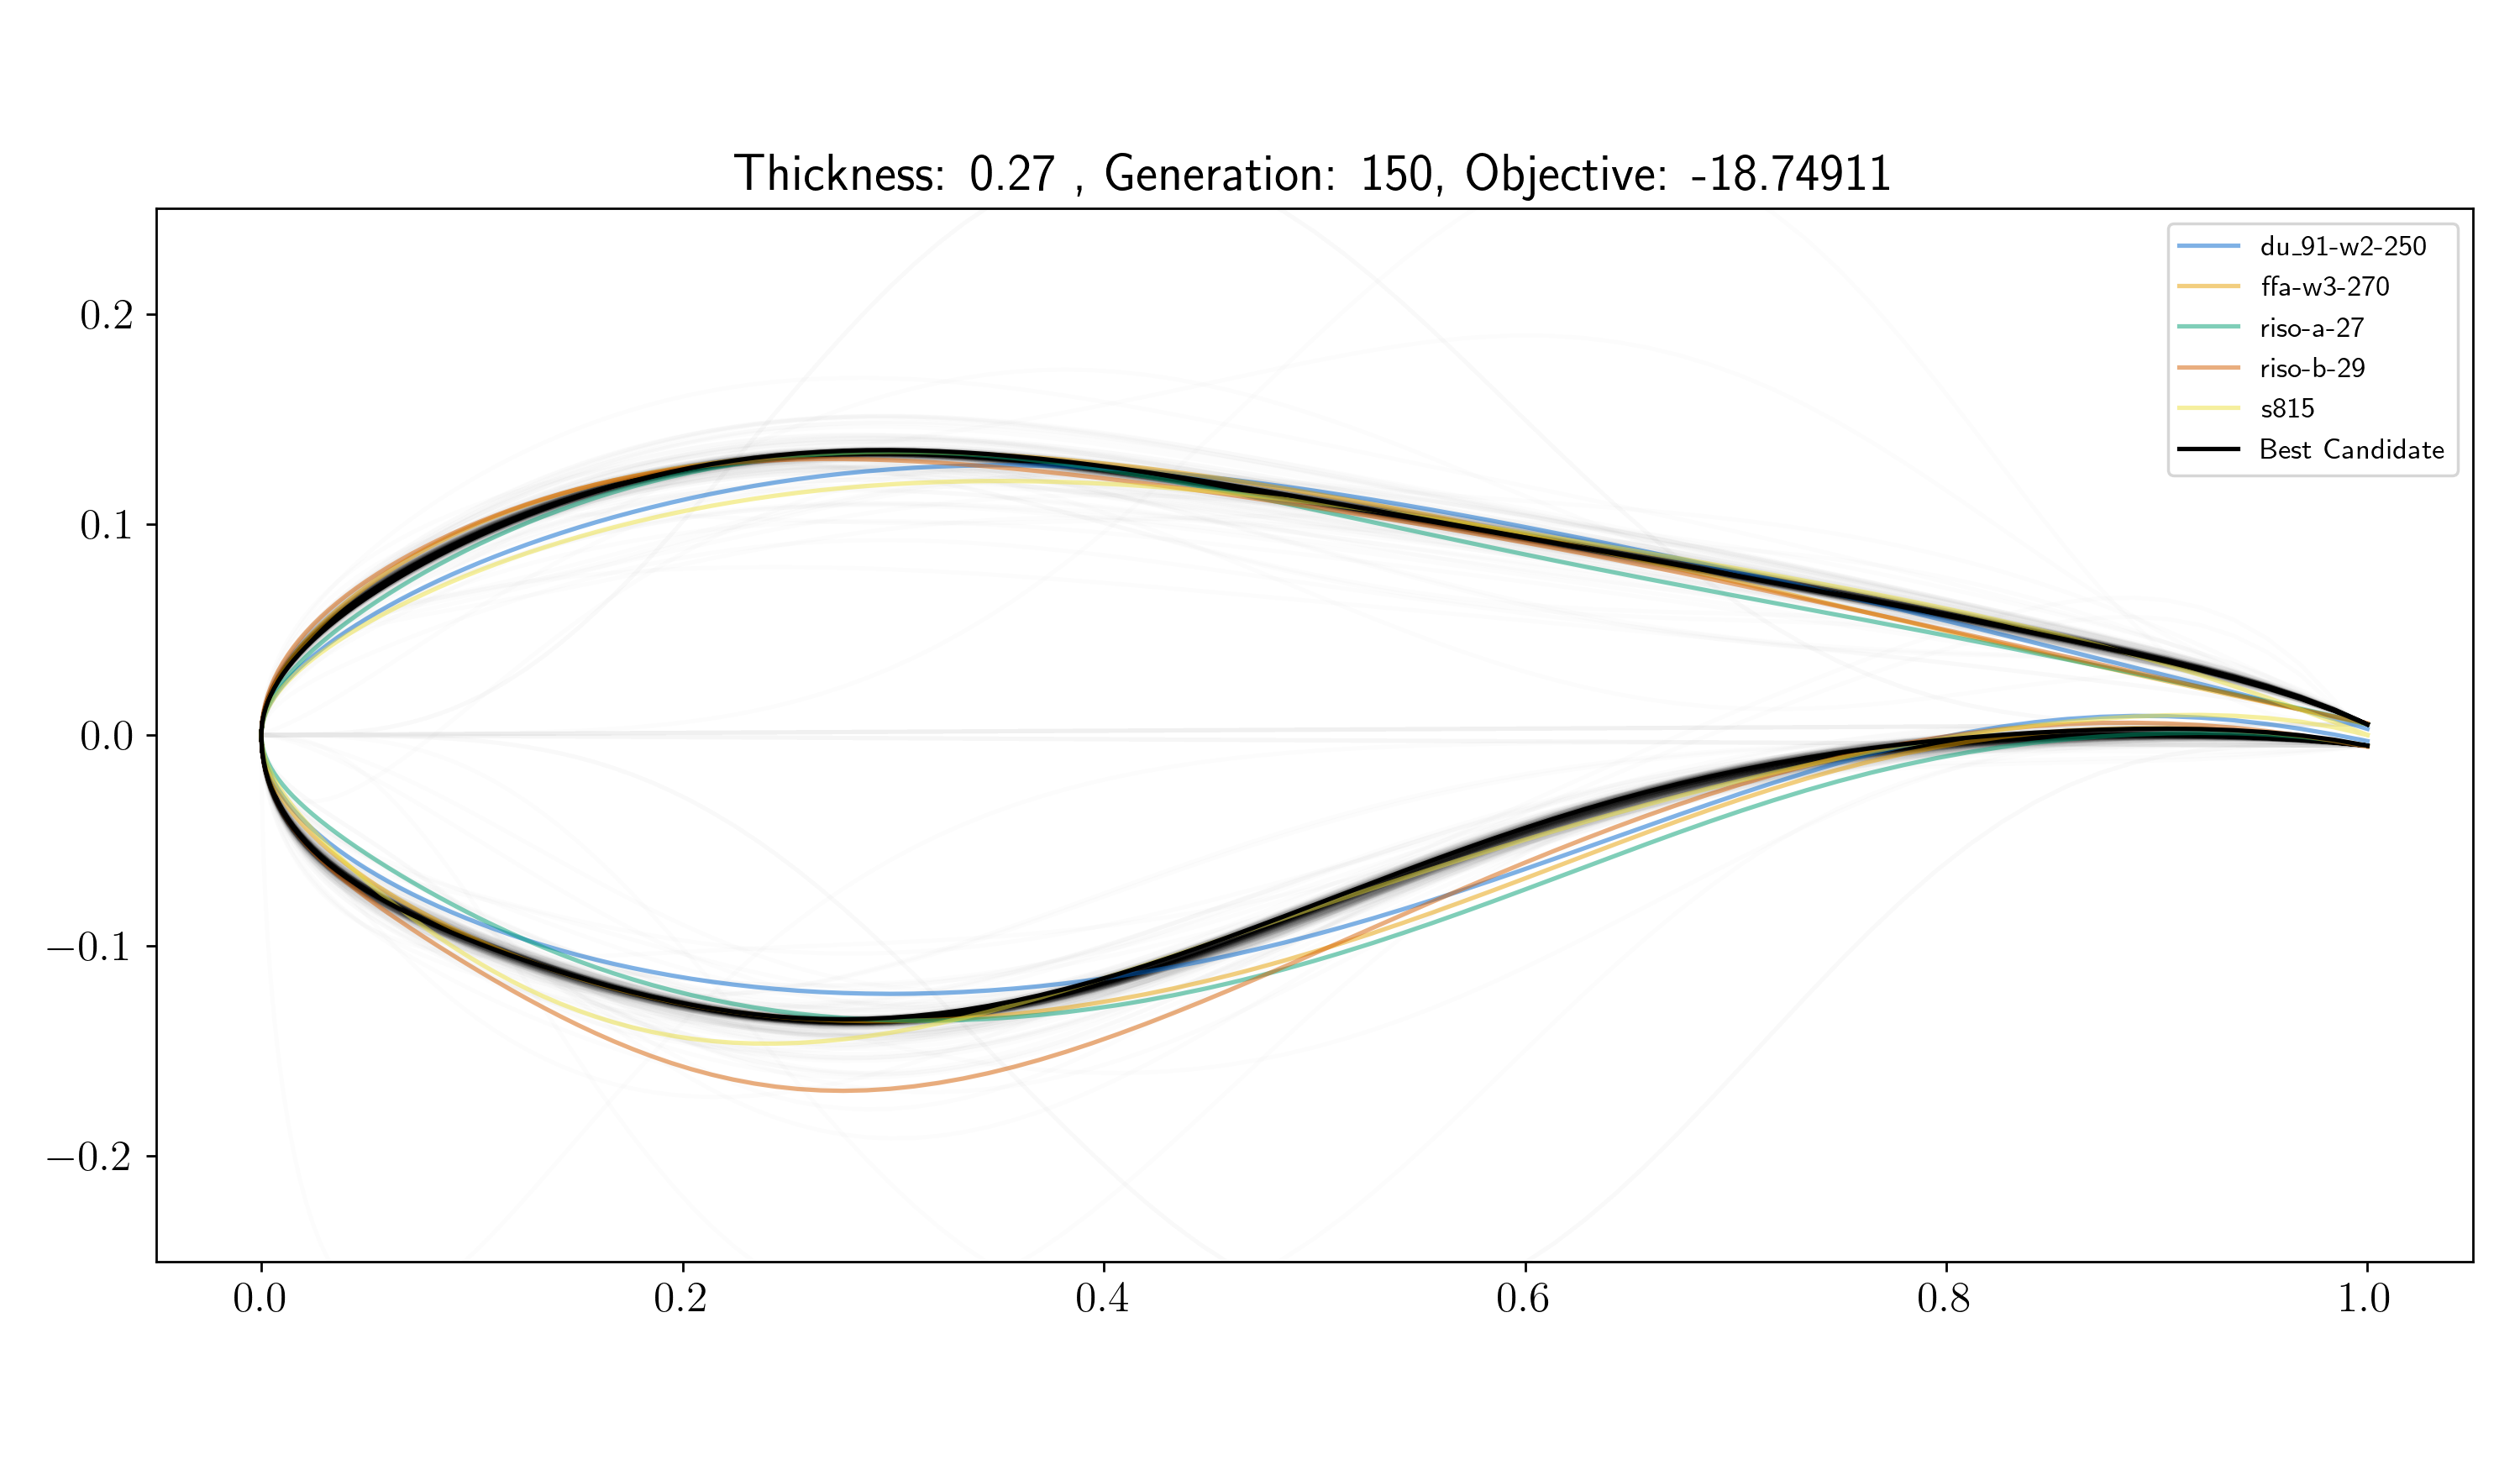 Thickness: 0.27 , Generation: 150, Objective: -18.74911
du_91-w2-250
ffa-w3-270
riso-a-27
riso-b-29
s815
Best Candidate
0.2
0.1
0.0
−0.1
−0.2
0.0 0.2 0.4 0.6 0.8 1.0